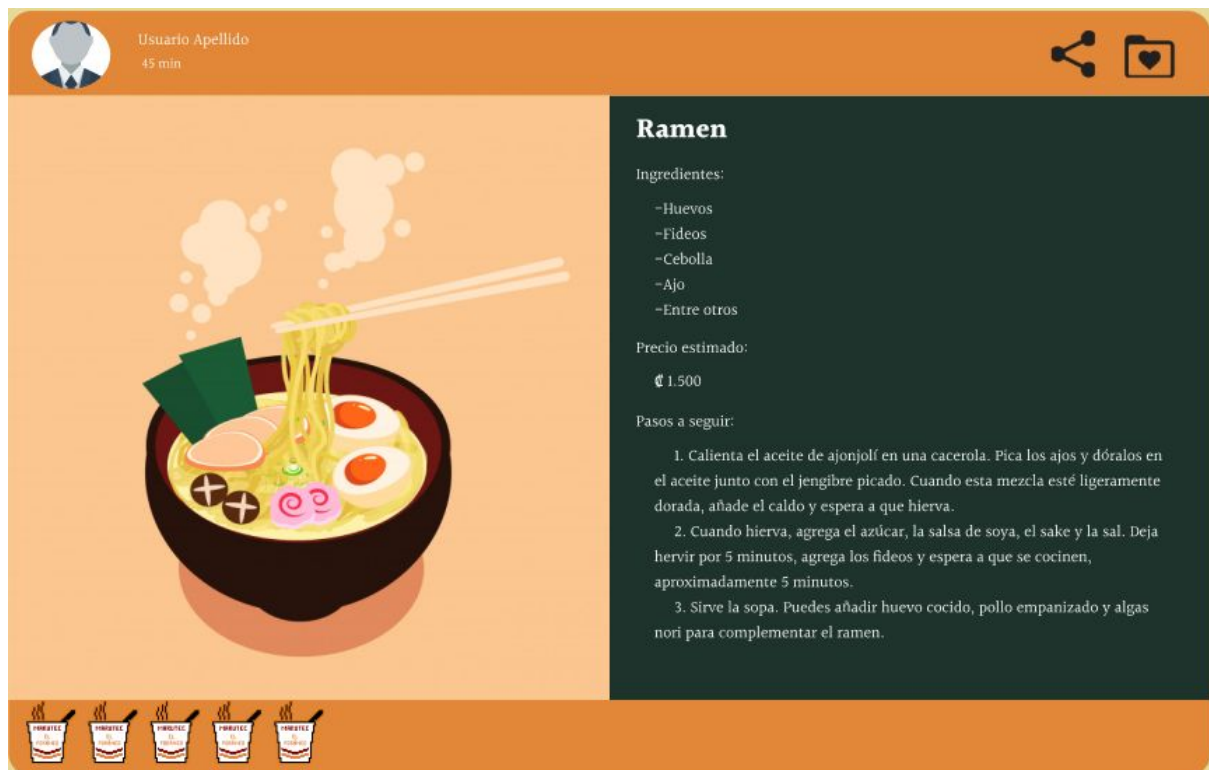 Usuario Apellido
45 min
Ramen
Ingredientes:
-Huevos
-Fideos
-Cebolla
-Ajo
-Entre otros
Precio estimado:
₡ 1.500
Pasos a seguir:
1. Calienta el aceite de ajonjolí en una cacerola. Pica los ajos y dóralos en
el aceite junto con el jengibre picado. Cuando esta mezcla esté ligeramente
dorada, añade el caldo y espera a que hierva.
2. Cuando hierva, agrega el azúcar, la salsa de soya, el sake y la sal. Deja
hervir por 5 minutos, agrega los fideos y espera a que se cocinen,
aproximadamente 5 minutos.
3. Sirve la sopa. Puedes añadir huevo cocido, pollo empanizado y algas
nori para complementar el ramen.
MARUTEC MARUTEC MARUTEC MARUTEC MARUTEC